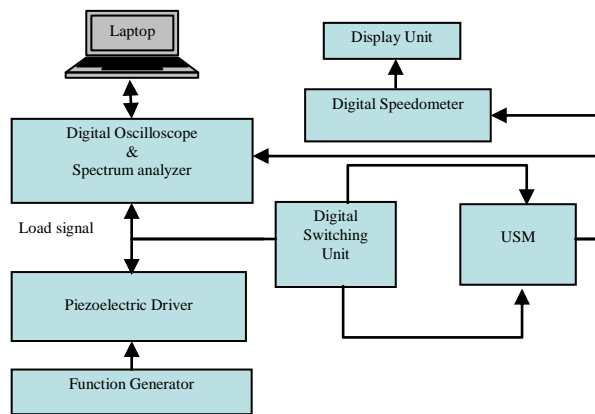 Laptop
Display Unit
Digital Speedometer
Digital Oscilloscope
&
Spectrum analyzer
Load signal
Digital
Switching
Unit
USM
Piezoelectric Driver
Function Generator